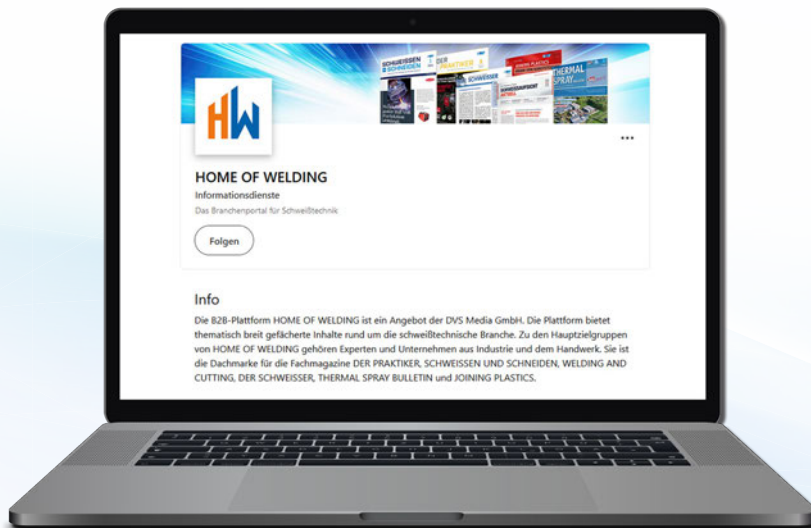 SCHWEISSEN
& SCHNEIDEN
DER
PRAKTIKER
SCHWEISSER
JOINING PLASTICS
THERMAL
SPRAY
HW
HOME OF WELDING
Informationsdienste
Das Branchenportal für Schweißtechnik
Folgen
Info
Die B2B-Plattform HOME OF WELDING ist ein Angebot der DVS Media GmbH. Die Plattform bietet
thematisch breit gefächerte Inhalte rund um die schweißtechnische Branche. Zu den Hauptzielgruppen
von HOME OF WELDING gehören Experten und Unternehmen aus Industrie und dem Handwerk. Sie ist
die Dachmarke für die Fachmagazine DER PRAKTIKER, SCHWEISSEN UND SCHNEIDEN, WELDING AND
CUTTING, DER SCHWEISSER, THERMAL SPRAY BULLETIN und JOINING PLASTICS.